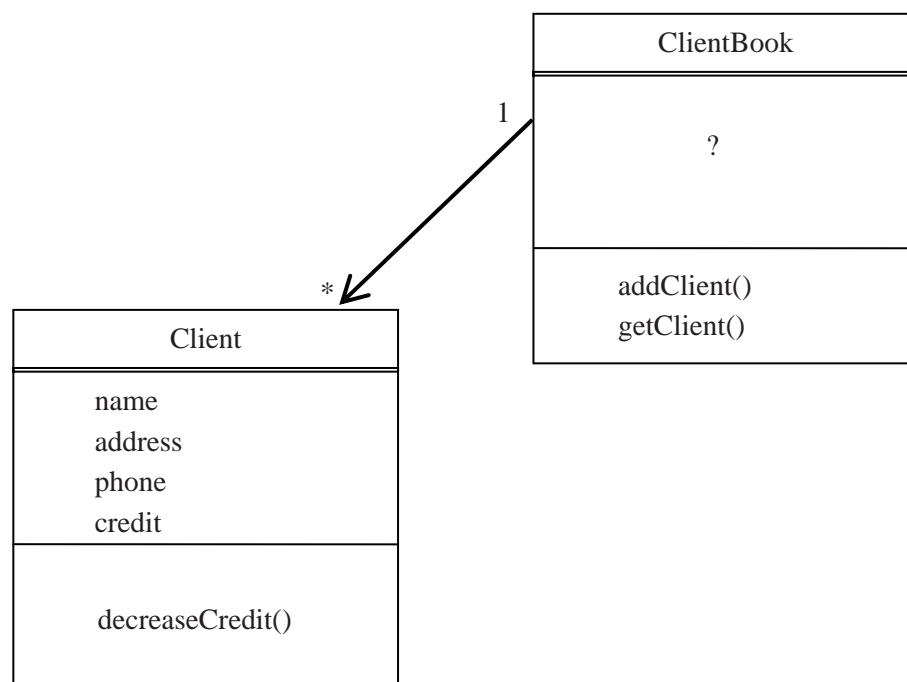 ClientBook
?
addClient()
getClient()
1
*
Client
name
address
phone
credit
decreaseCredit()